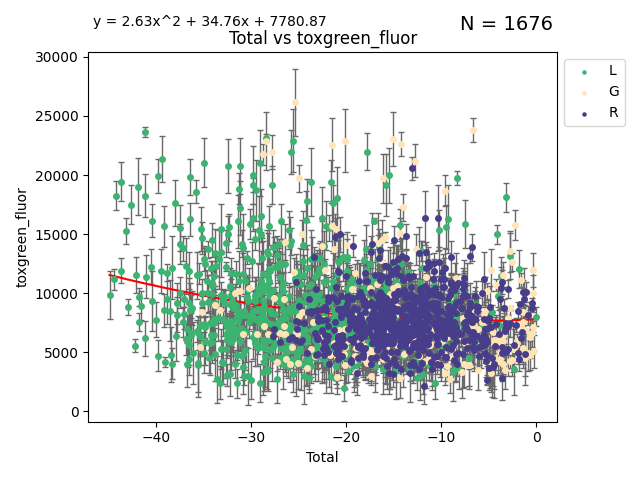 y = 2.63x^2 + 34.76x + 7780.87
N = 1676
Total vs toxgreen_fluor
30000
25000
20000
15000
10000
5000
0
toxgreen_fluor
−40
−30
−20
−10
0
Total
L
G
R